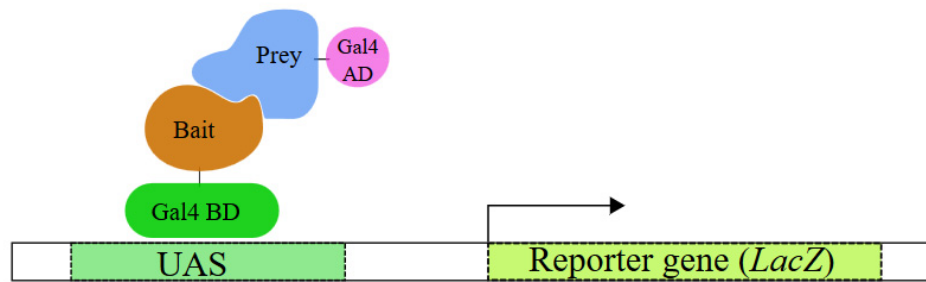 Prey
Gal4
AD
Bait
Gal4 BD
UAS
Reporter gene (LacZ)